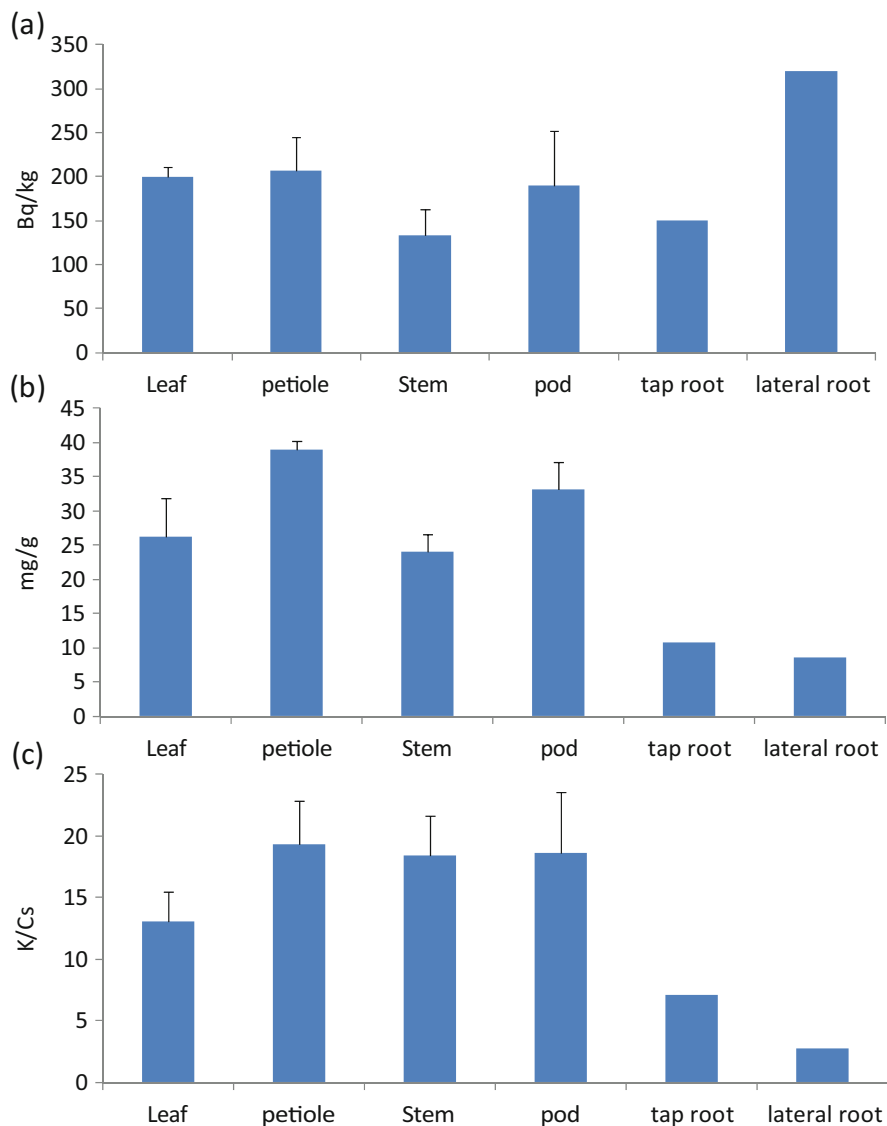 (a)
350
300
250
200
150
100
50
0
Bq/kg
Leaf petiole Stem pod tap root lateral root
(b)
45
40
35
30
25
20
15
10
5
0
mg/g
Leaf petiole Stem pod tap root lateral root
(c)
25
20
15
10
5
0
K/Cs
Leaf petiole Stem pod tap root lateral root